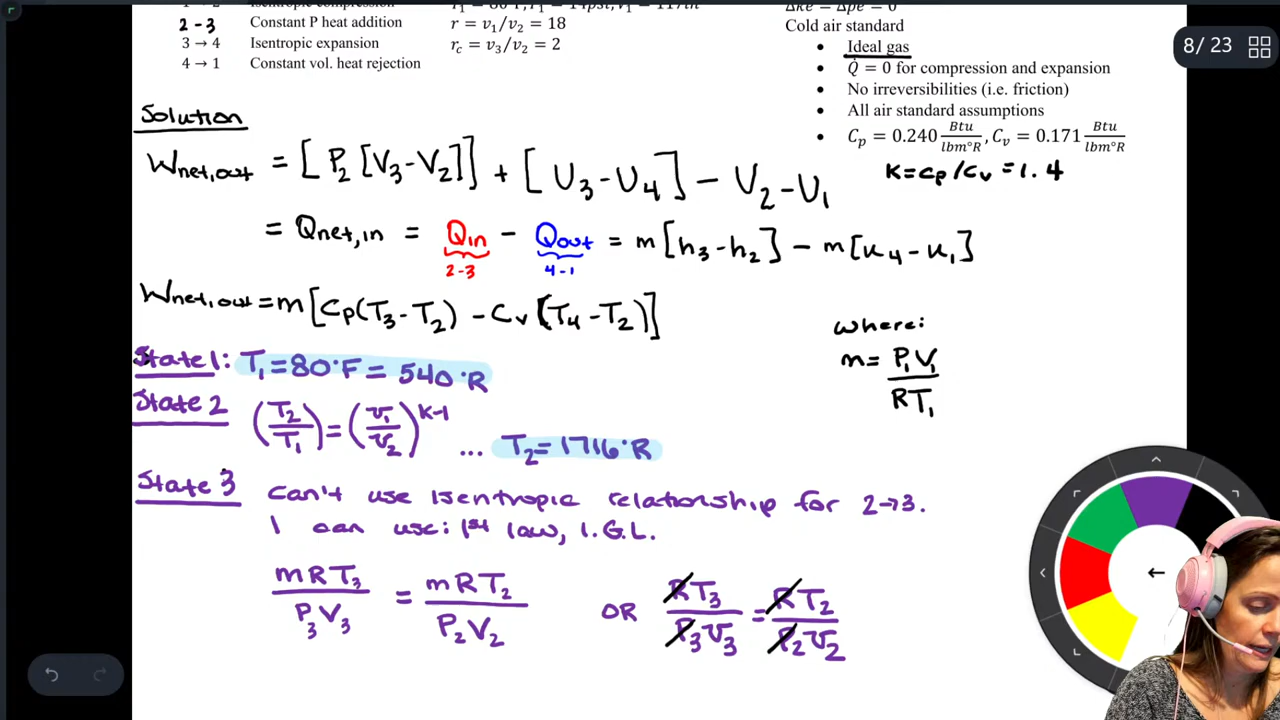 2-3 Constant P heat addition r = v₁/v₂ = 18
Cold air standard
3 → 4 Isentropic expansion r_c = v₃/v₂ = 2
• Ideal gas
4 → 1 Constant vol. heat rejection
• Q̇ = 0 for compression and expansion
• No irreversibilities (i.e. friction)
• All air standard assumptions
• C_p = 0.240 Btu/lbm°R, C_v = 0.171 Btu/lbm°R
K=Cp/Cv=1.4
8/23
Solution
Wnet,out = [P₂[V₃-V₂]] + [U₃-U₄] - U₂-U₁
= Qnet,in = Qin - Qout = m[h₃-h₂] - m[u₄-u₁]
2-3 4-1
Wnet,out = m[Cp(T₃-T₂) - Cv(T₄-T₂)]
where:
m = P₁V₁/RT₁
State 1: T₁=80°F = 540°R
State 2 (T₂/T₁) = (v₁/v₂)^K-1 ... T₂=1716°R
State 3 Can't use isentropic relationship for 2→3.
I can use: 1st law, I.G.L.
mRT₃/P₃V₃ = mRT₂/P₂V₂ OR RT₃/P₃v₃ = RT₂/P₂v₂